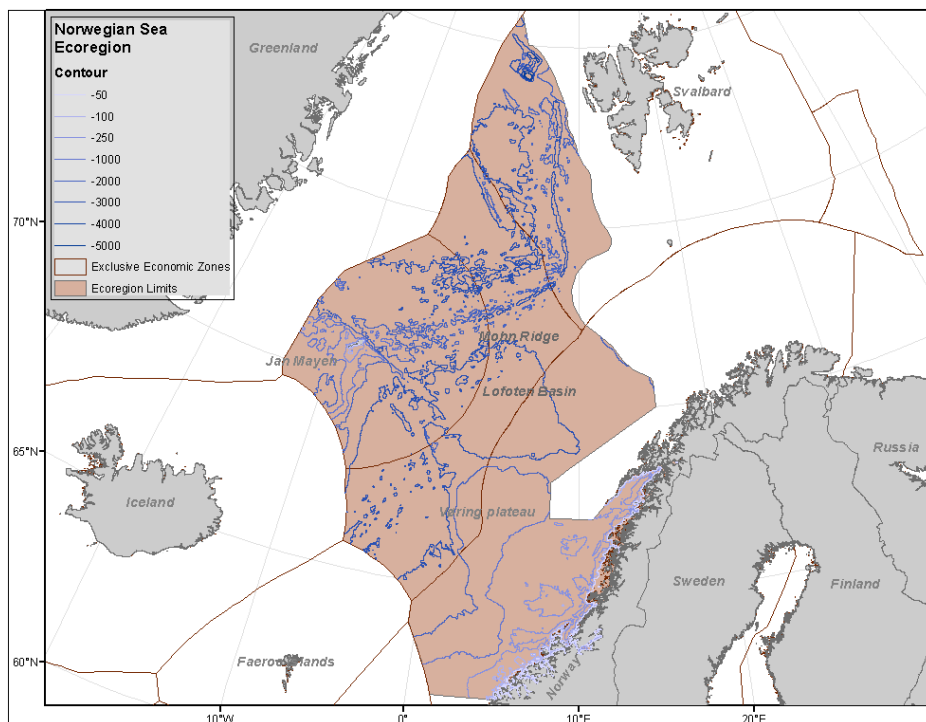 Norwegian Sea
Ecoregion
Contour
-50
-100
-250
-1000
-2000
-3000
-4000
-5000
Exclusive Economic Zones
Ecoregion Limits
Greenland
Svalbard
70°N
Mohn Ridge
Jan Mayen
Lofoten Basin
65°N
Russia
Iceland
Vøring plateau
Sweden
Finland
60°N
Faeroe Islands
Norway
10°W
0°
10°E
20°E